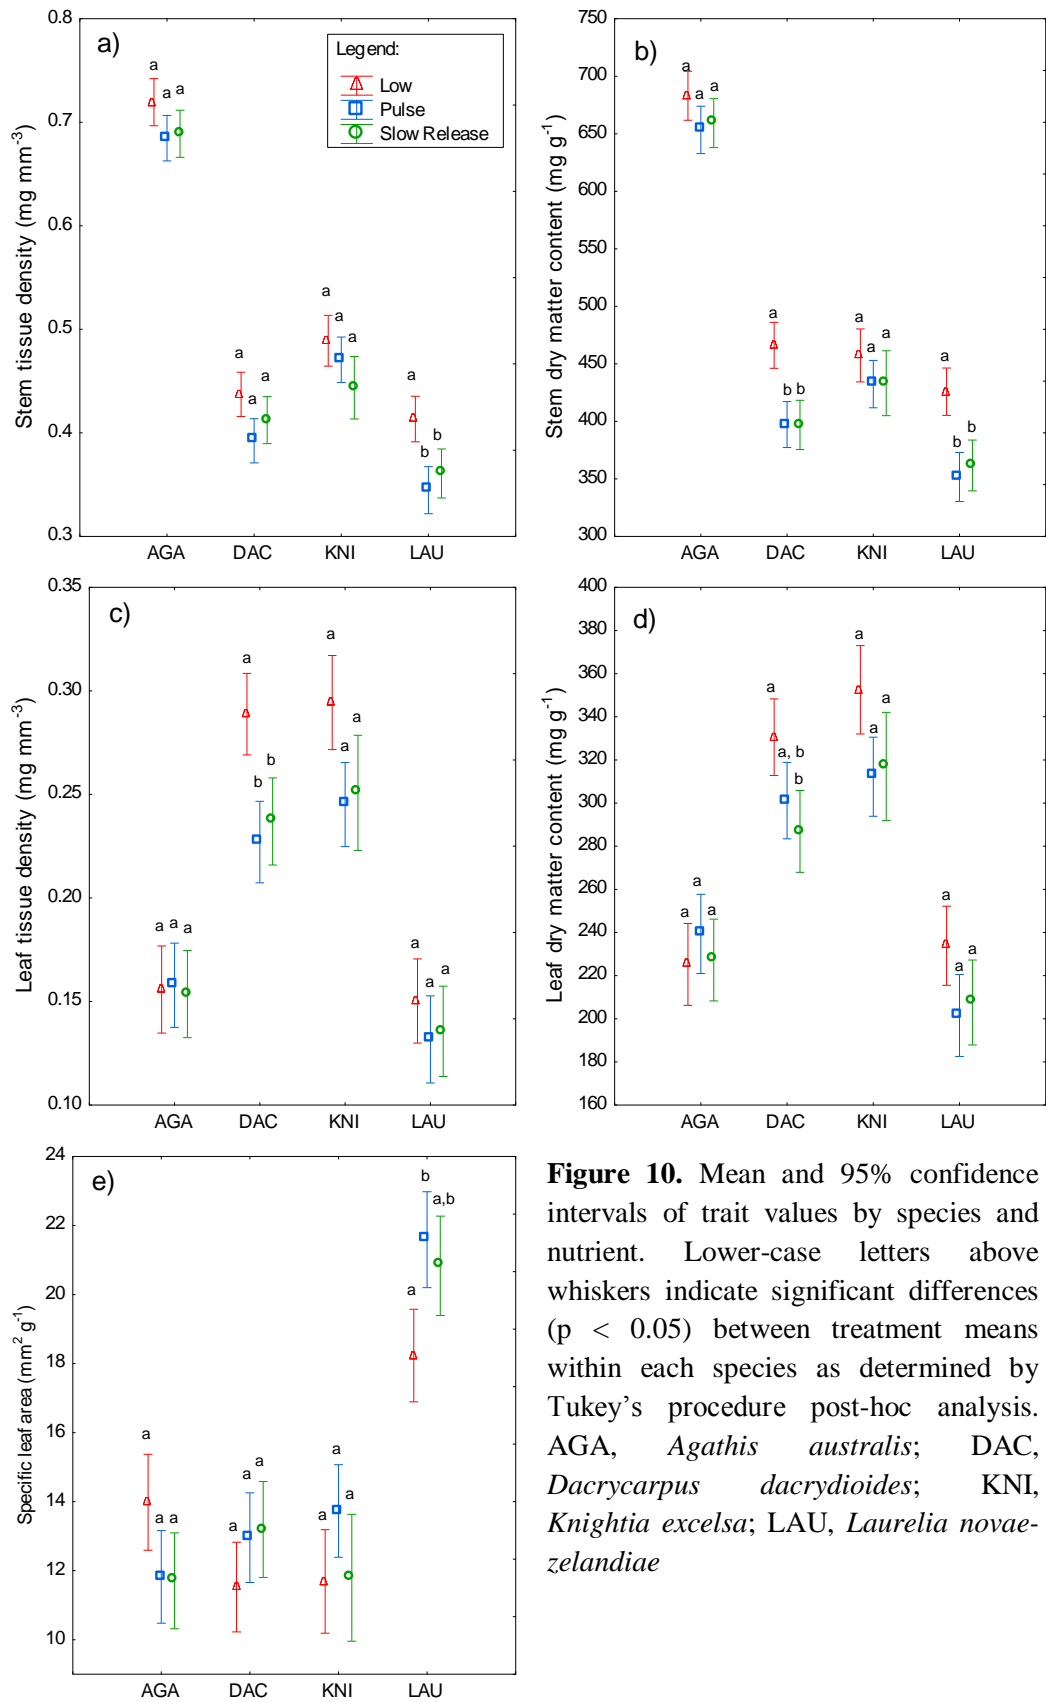 a)
Legend:
Low
Pulse
Slow Release
Stem tissue density (mg mm⁻³)
0.8
0.7
0.6
0.5
0.4
0.3
a
a
a
a
a
a
a
a
a
a
b
b
AGA DAC KNI LAU
b)
Stem dry matter content (mg g⁻¹)
750
700
650
600
550
500
450
400
350
300
a
a
a
a
b
b
a
a
a
a
b
b
AGA DAC KNI LAU
c)
Leaf tissue density (mg mm⁻³)
0.35
0.30
0.25
0.20
0.15
0.10
a
a
a
a
b
b
a
a
a
a
a
a
AGA DAC KNI LAU
d)
Leaf dry matter content (mg g⁻¹)
400
380
360
340
320
300
280
260
240
220
200
180
160
a
a
a
a
a, b
b
a
a
a
a
a
a
AGA DAC KNI LAU
e)
Specific leaf area (mm² g⁻¹)
24
22
20
18
16
14
12
10
a
a
a
a
a
a
a
a
a
a
b
a,b
AGA DAC KNI LAU
Figure 10. Mean and 95% confidence
intervals of trait values by species and
nutrient. Lower-case letters above
whiskers indicate significant differences
(p < 0.05) between treatment means
within each species as determined by
Tukey’s procedure post-hoc analysis.
AGA, Agathis australis; DAC,
Dacrycarpus dacrydioides; KNI,
Knightia excelsa; LAU, Laurelia novae-
zelandiae